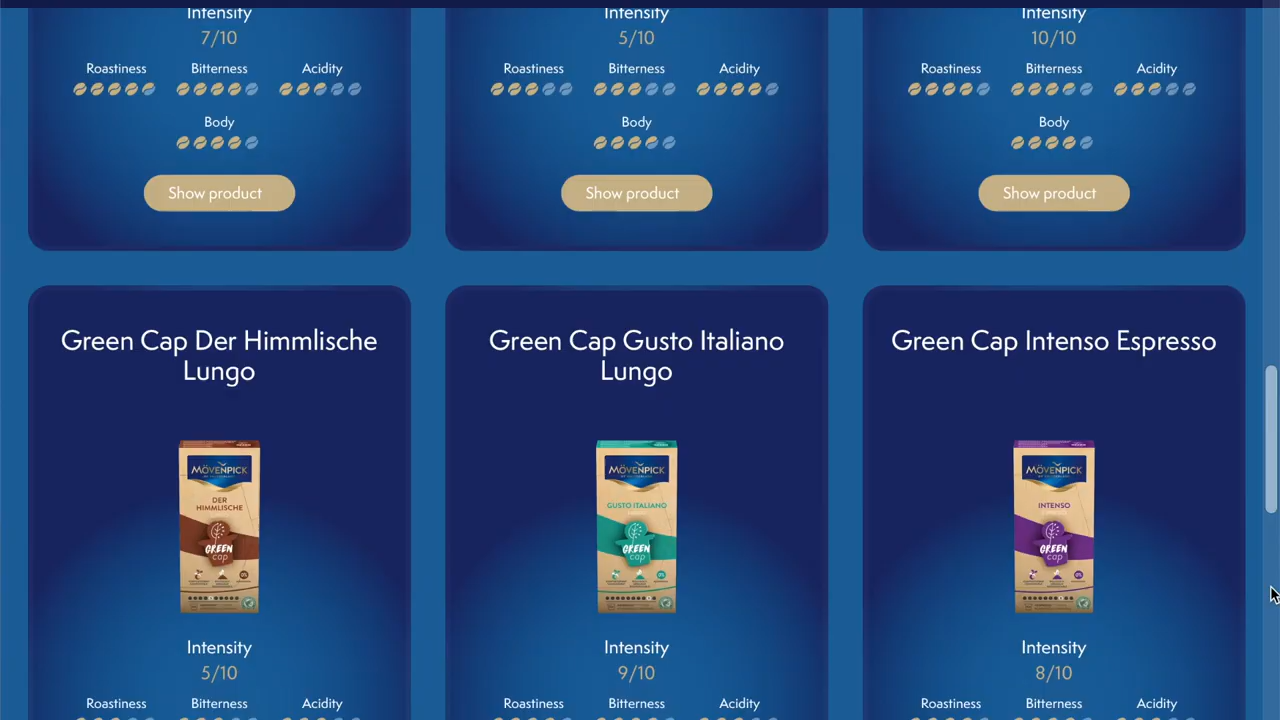 Intensity Intensity Intensity
7/10 5/10 10/10
Roastiness Bitterness Acidity Roastiness Bitterness Acidity Roastiness Bitterness Acidity
Body Body Body
Show product Show product Show product
Green Cap Der Himmlische Lungo
Green Cap Gusto Italiano Lungo
Green Cap Intenso Espresso
MÖVENPICK
DER
HIMMLISCHE
GREEN
cap
MÖVENPICK
GUSTO ITALIANO
GREEN
cap
MÖVENPICK
INTENSO
GREEN
cap
Intensity Intensity Intensity
5/10 9/10 8/10
Roastiness Bitterness Acidity Roastiness Bitterness Acidity Roastiness Bitterness Acidity